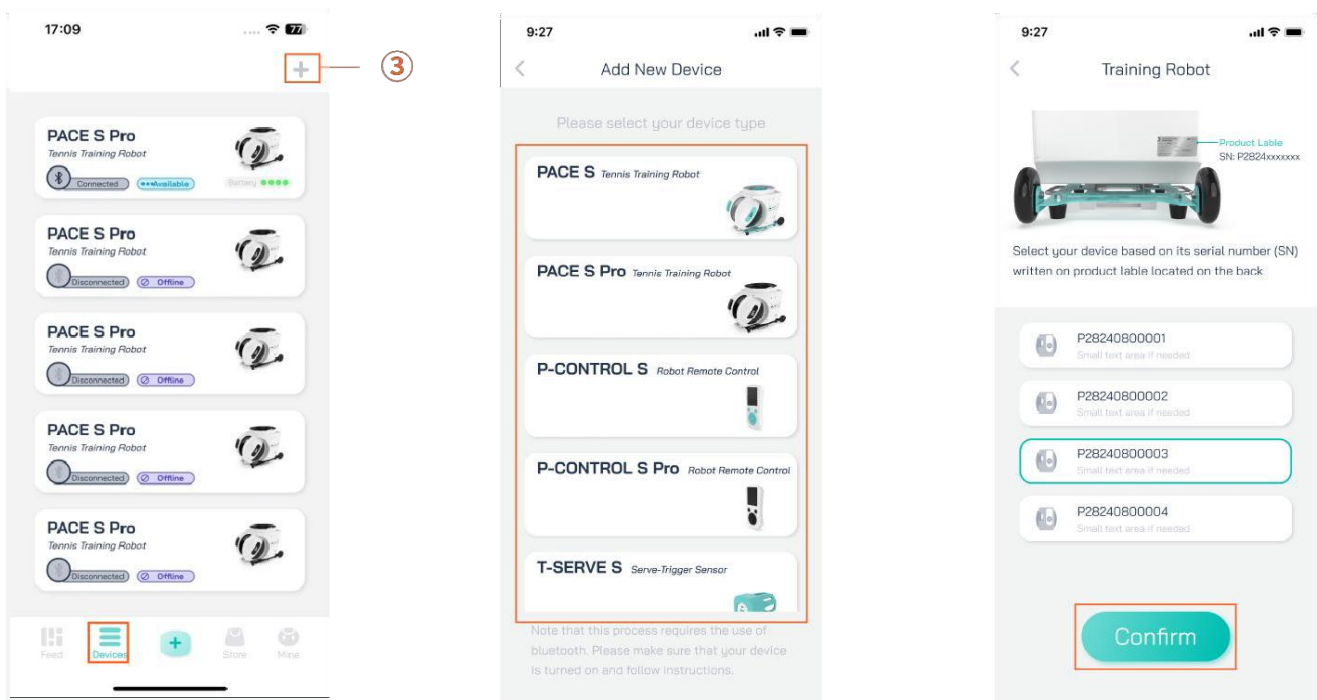 17:09
77
③
PACE S Pro
Tennis Training Robot
Connected
Available
Battery
PACE S Pro
Tennis Training Robot
Disconnected
Offline
PACE S Pro
Tennis Training Robot
Disconnected
Offline
PACE S Pro
Tennis Training Robot
Disconnected
Offline
PACE S Pro
Tennis Training Robot
Disconnected
Offline
Feed
Devices
Store
Mine
9:27
Add New Device
Please select your device type
PACE S Tennis Training Robot
PACE S Pro Tennis Training Robot
P-CONTROL S Robot Remote Control
P-CONTROL S Pro Robot Remote Control
T-SERVE S Serve-Trigger Sensor
Note that this process requires the use of
bluetooth. Please make sure that your device
is turned on and follow instructions.
9:27
Training Robot
Product Lable
SN: P2824xxxxxxx
Select your device based on its serial number (SN)
written on product lable located on the back
P28240800001
Small text area if needed
P28240800002
Small text area if needed
P28240800003
Small text area if needed
P28240800004
Small text area if needed
Confirm